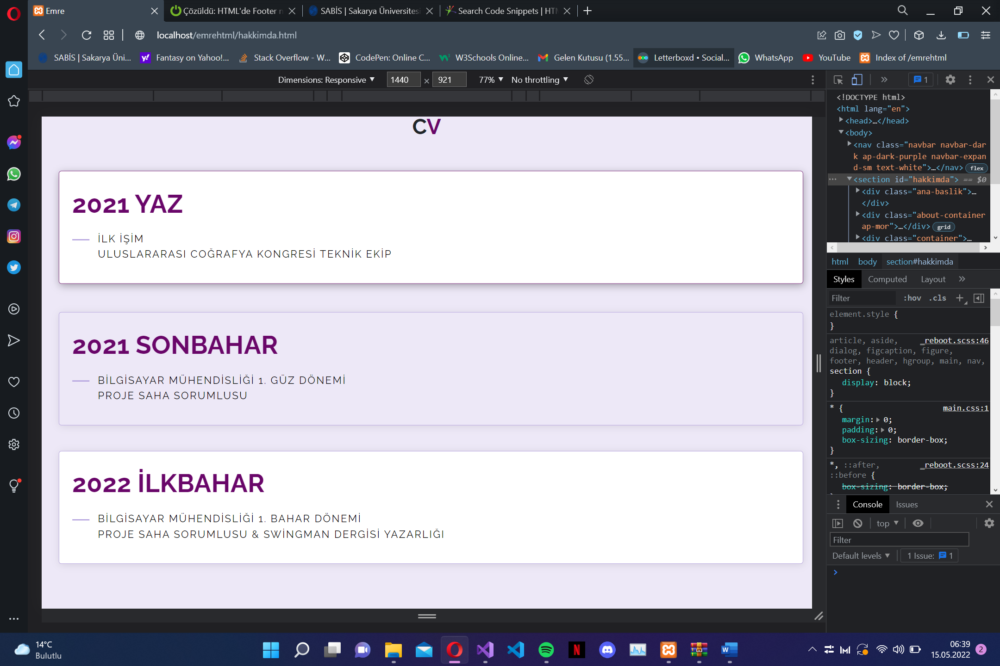 Emre
Çözüldü: HTML'de Footer n
SABİS | Sakarya Üniversitesi
Search Code Snippets | HTM
localhost/emrehtml/hakkimda.html
SABİS | Sakarya Üni...
Fantasy on Yahoo!...
Stack Overflow - W...
CodePen: Online C...
W3Schools Online...
Gelen Kutusu (1.55...
Letterboxd • Social...
WhatsApp
YouTube
Index of /emrehtml
Dimensions: Responsive 1440 × 921 77% No throttling
1
CV
2021 YAZ
İLK İŞİM
ULUSLARARASI COĞRAFYA KONGRESİ TEKNİK EKİP
2021 SONBAHAR
BİLGİSAYAR MÜHENDİSLİĞİ 1. GÜZ DÖNEMİ
PROJE SAHA SORUMLUSU
2022 İLKBAHAR
BİLGİSAYAR MÜHENDİSLİĞİ 1. BAHAR DÖNEMİ
PROJE SAHA SORUMLUSU & SWİNGMAN DERGİSİ YAZARLIĞI
<!DOCTYPE html>
<html lang="en">
<head>…</head>
<body>
<nav class="navbar navbar-dar
k ap-dark-purple navbar-expan
d-sm text-white">…</nav> flex
<section id="hakkimda"> == $0
<div class="ana-baslik">…
</div>
<div class="about-container
ap-mor">…</div> grid
<div class="container">…
html body section#hakkimda
Styles Computed Layout
Filter :hov .cls
element.style {
}
article, aside, _reboot.scss:46
dialog, figcaption, figure,
footer, header, hgroup, main, nav,
section {
display: block;
}
* { main.css:1
margin: 0;
padding: 0;
box-sizing: border-box;
}
*, ::after, _reboot.scss:24
::before {
box-sizing: border-box;
Console Issues
top
Filter
Default levels 1 Issue: 1
14°C
Bulutlu
06:39
15.05.2022
2